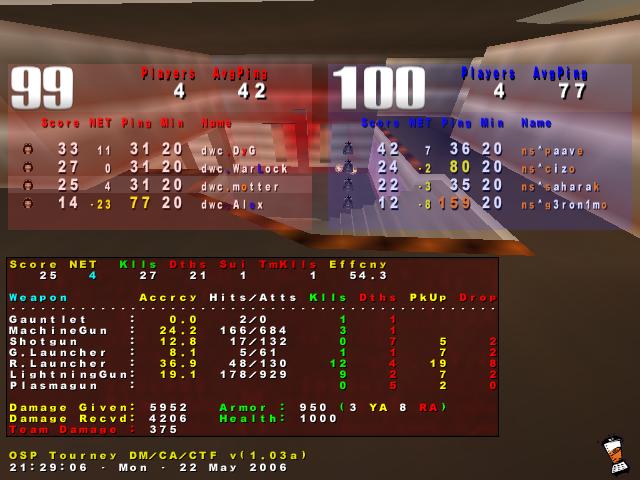 99 Players AvgPing 100 Players AvgPing
4 42 4 77
Score NET Ping Min Name Score NET Ping Min Name
33 11 31 20 dwc DyG 42 7 36 20 ns^paave
27 0 31 20 dwc.WarLock 24 -2 80 20 ns^cizo
25 4 31 20 dwc.motter 22 -3 35 20 ns^saharak
14 -23 77 20 dwc Alex 12 -8 159 20 ns^g3ron1mo
Score NET Klls Dths Sui TmKlls Effcny
25 4 27 21 1 1 54.3
Weapon Accrcy Hits/Atts Klls Dths PkUp Drop
Gauntlet : 0.0 2/0 1 1
MachineGun : 24.2 166/684 3 1
Shotgun : 12.8 17/132 0 7 5 2
G.Launcher : 8.1 5/61 1 1 7 2
R.Launcher : 36.9 48/130 12 4 19 8
LightningGun: 19.1 178/929 9 2 7 2
Plasmagun : 0 5 2 0
Damage Given: 5952 Armor : 950 (3 YA 8 RA)
Damage Recvd: 4206 Health: 1000
Team Damage : 375
OSP Tourney DM/CA/CTF v(1.03a)
21:29:06 - Mon - 22 May 2006